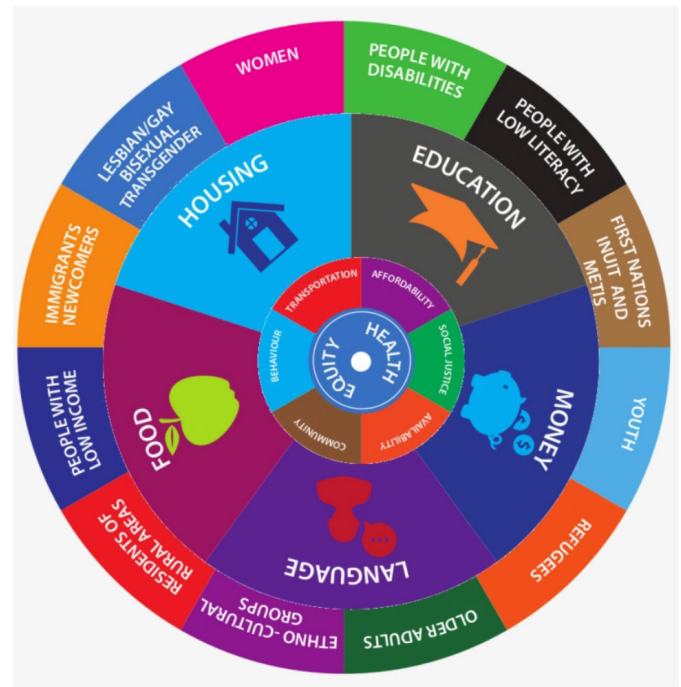 WOMEN
PEOPLE WITH
DISABILITIES
PEOPLE WITH
LOW LITERACY
FIRST NATIONS
INUIT AND
METIS
YOUTH
REFUGEES
OLDER ADULTS
ETHNO-CULTURAL
GROUPS
RESIDENTS OF
RURAL AREAS
PEOPLE WITH
LOW INCOME
IMMIGRANTS
NEWCOMERS
LESBIAN/GAY
BISEXUAL
TRANSGENDER
HOUSING
EDUCATION
MONEY
$
$
LANGUAGE
FOOD
TRANSPORTATION
AFFORDABILITY
SOCIAL JUSTICE
AVAILABILITY
COMMUNITY
BEHAVIOUR
HEALTH
EQUITY